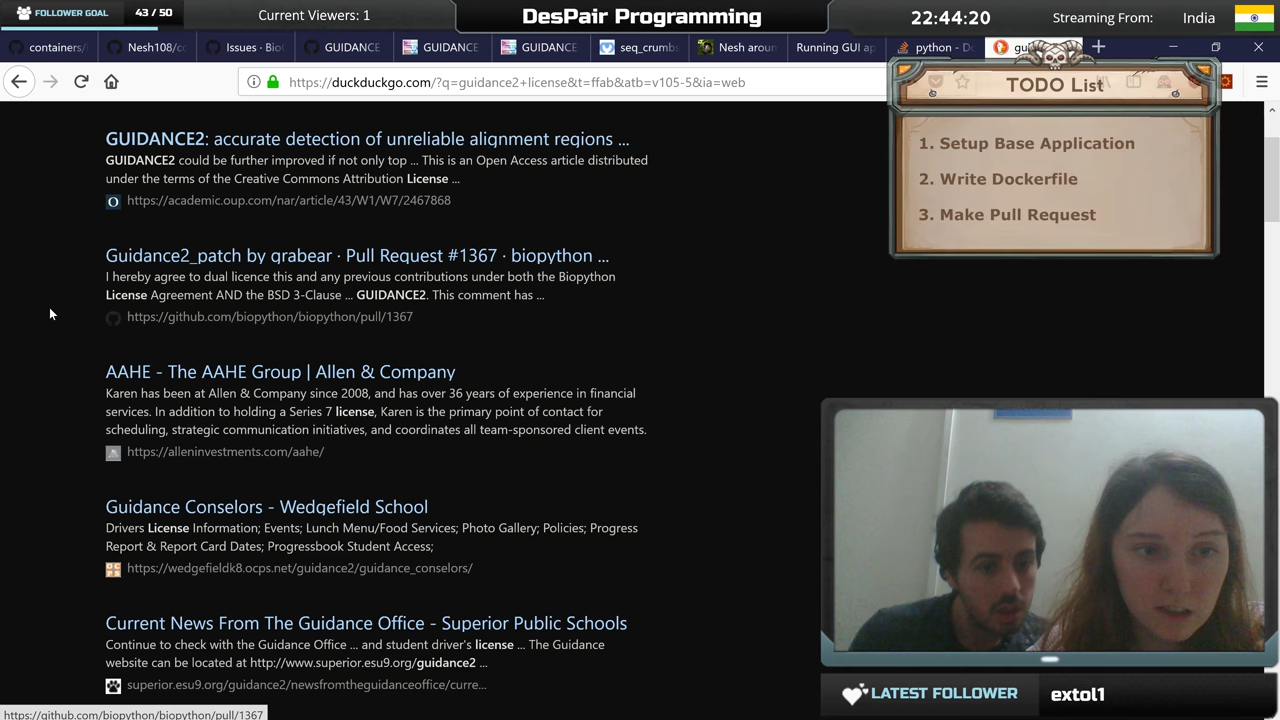 FOLLOWER GOAL
43 / 50
Current Viewers: 1
DesPair Programming
22:44:20
Streaming From:
India
containers/
Nesh108/cc
Issues · Bio
GUIDANCE
GUIDANCE
GUIDANCE
seq_crumbs
Nesh aroun
Running GUI ap
python - Do
gui
https://duckduckgo.com/?q=guidance2+license&t=ffab&atb=v105-5&ia=web
TODO List
1. Setup Base Application
2. Write Dockerfile
3. Make Pull Request
GUIDANCE2: accurate detection of unreliable alignment regions ...
GUIDANCE2 could be further improved if not only top ... This is an Open Access article distributed
under the terms of the Creative Commons Attribution License ...
https://academic.oup.com/nar/article/43/W1/W7/2467868
Guidance2_patch by grabear · Pull Request #1367 · biopython ...
I hereby agree to dual licence this and any previous contributions under both the Biopython
License Agreement AND the BSD 3-Clause ... GUIDANCE2. This comment has ...
https://github.com/biopython/biopython/pull/1367
AAHE - The AAHE Group | Allen & Company
Karen has been at Allen & Company since 2008, and has over 36 years of experience in financial
services. In addition to holding a Series 7 license, Karen is the primary point of contact for
scheduling, strategic communication initiatives, and coordinates all team-sponsored client events.
https://alleninvestments.com/aahe/
Guidance Conselors - Wedgefield School
Drivers License Information; Events; Lunch Menu/Food Services; Photo Gallery; Policies; Progress
Report & Report Card Dates; Progressbook Student Access;
https://wedgefieldk8.ocps.net/guidance2/guidance_conselors/
Current News From The Guidance Office - Superior Public Schools
Continue to check with the Guidance Office ... and student driver's license ... The Guidance
website can be located at http://www.superior.esu9.org/guidance2 ...
superior.esu9.org/guidance2/newsfromtheguidanceoffice/curre...
https://github.com/biopython/biopython/pull/1367
LATEST FOLLOWER
extol1